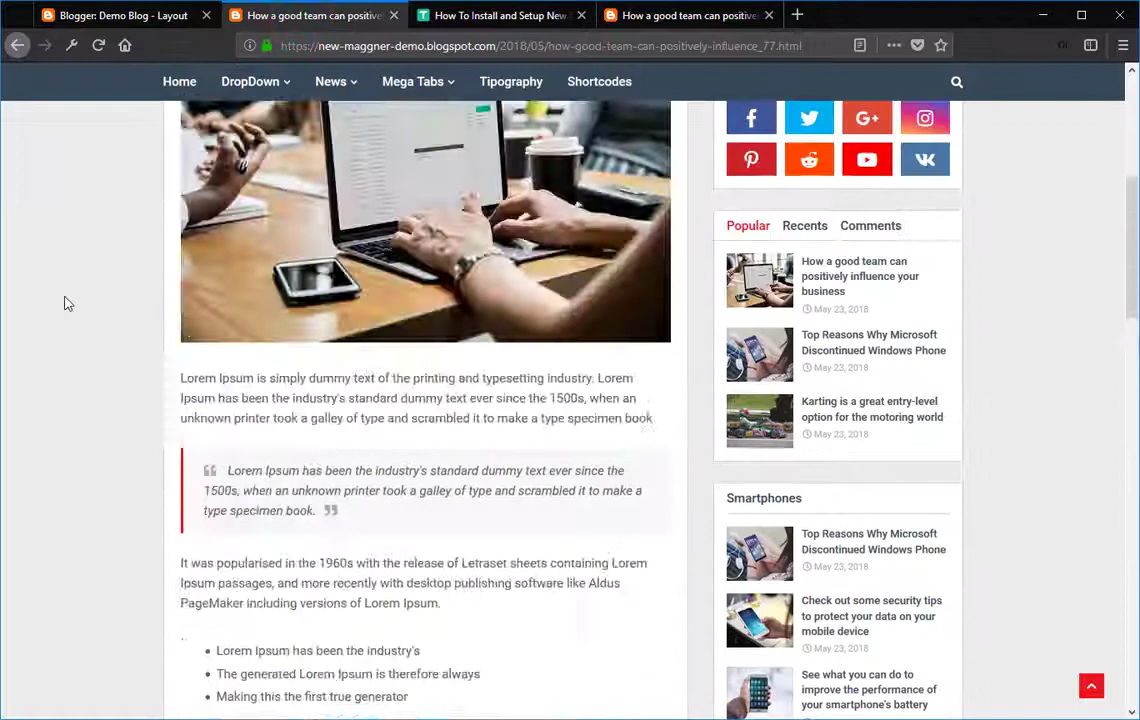 Blogger: Demo Blog - Layout
How a good team can positive
How To Install and Setup New
How a good team can positive
https://new-maggner-demo.blogspot.com/2018/05/how-good-team-can-positively-influence_77.html
Home DropDown News Mega Tabs Tipography Shortcodes
G+
Popular Recents Comments
How a good team can
positively influence your
business
May 23, 2018
Top Reasons Why Microsoft
Discontinued Windows Phone
May 23, 2018
Karting is a great entry-level
option for the motoring world
May 23, 2018
Lorem Ipsum is simply dummy text of the printing and typesetting industry. Lorem
Ipsum has been the industry's standard dummy text ever since the 1500s, when an
unknown printer took a galley of type and scrambled it to make a type specimen book
Lorem Ipsum has been the industry's standard dummy text ever since the
1500s, when an unknown printer took a galley of type and scrambled it to make a
type specimen book.
It was popularised in the 1960s with the release of Letraset sheets containing Lorem
Ipsum passages, and more recently with desktop publishing software like Aldus
PageMaker including versions of Lorem Ipsum.
..
• Lorem Ipsum has been the industry's
• The generated Lorem Ipsum is therefore always
• Making this the first true generator
Smartphones
Top Reasons Why Microsoft
Discontinued Windows Phone
May 23, 2018
Check out some security tips
to protect your data on your
mobile device
May 23, 2018
See what you can do to
improve the performance of
your smartphone's battery